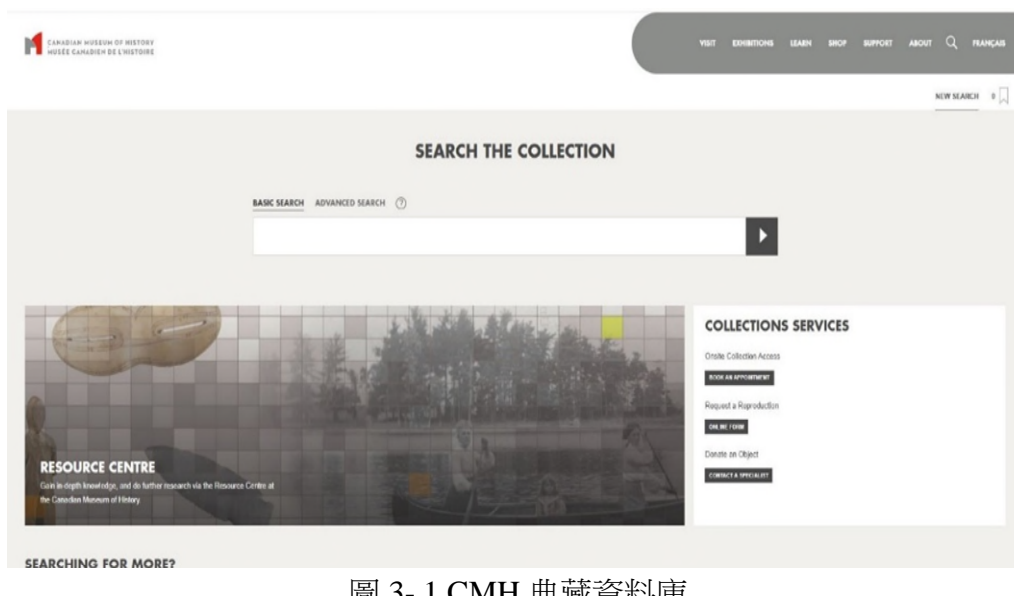 CANADIAN MUSEUM OF HISTORY
MUSÉE CANADIEN DE L'HISTOIRE
VISIT EXHIBITIONS LEARN SHOP SUPPORT ABOUT FRANÇAIS
NEW SEARCH 0
SEARCH THE COLLECTION
BASIC SEARCH ADVANCED SEARCH ?
RESOURCE CENTRE
Gain in-depth knowledge, and do further research via the Resource Centre at
the Canadian Museum of History
COLLECTIONS SERVICES
Onsite Collection Access
BOOK AN APPOINTMENT
Request a Reproduction
ONLINE FORM
Donate an Object
CONTACT A SPECIALIST
SEARCHING FOR MORE?
圖 3- 1 CMH 典藏資料庫